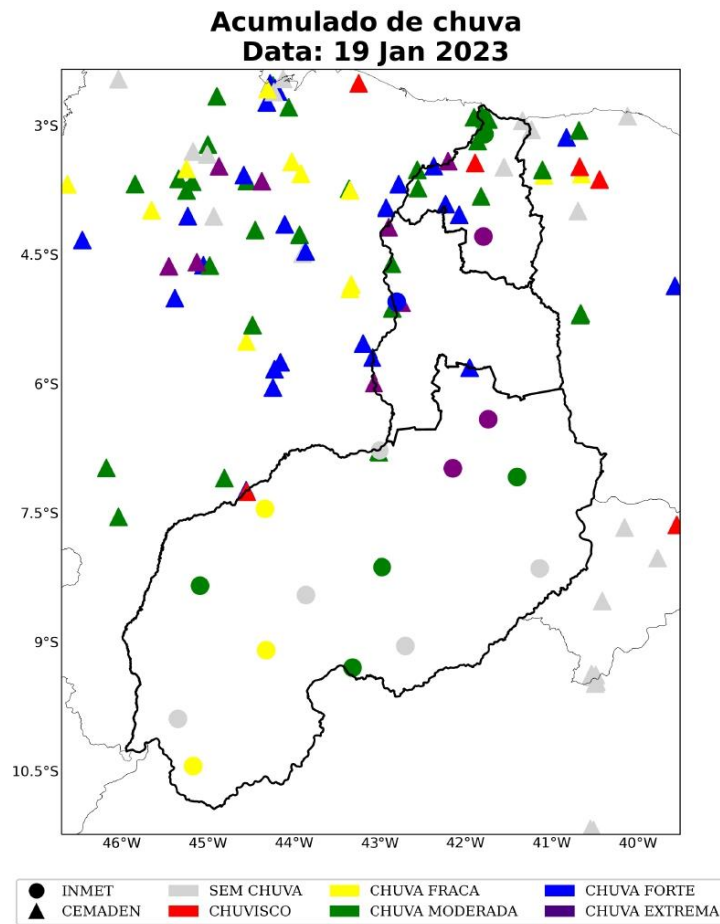 Acumulado de chuva
Data: 19 Jan 2023
3°S
4.5°S
6°S
7.5°S
9°S
10.5°S
46°W 45°W 44°W 43°W 42°W 41°W 40°W
INMET SEM CHUVA CHUVA FRACA CHUVA FORTE
CEMADEN CHUVISCO CHUVA MODERADA CHUVA EXTREMA